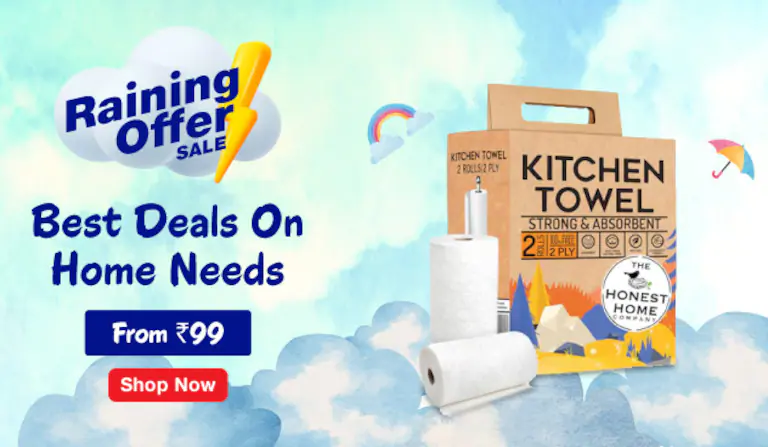 Raining
Offer
SALE
Best Deals On
Home Needs
From ₹99
Shop Now
KITCHEN TOWEL
2 ROLLS 2 PLY
KITCHEN
TOWEL
STRONG & ABSORBENT
2 ROLLS
2 PLY
THE
HONEST
HOME
COMPANY